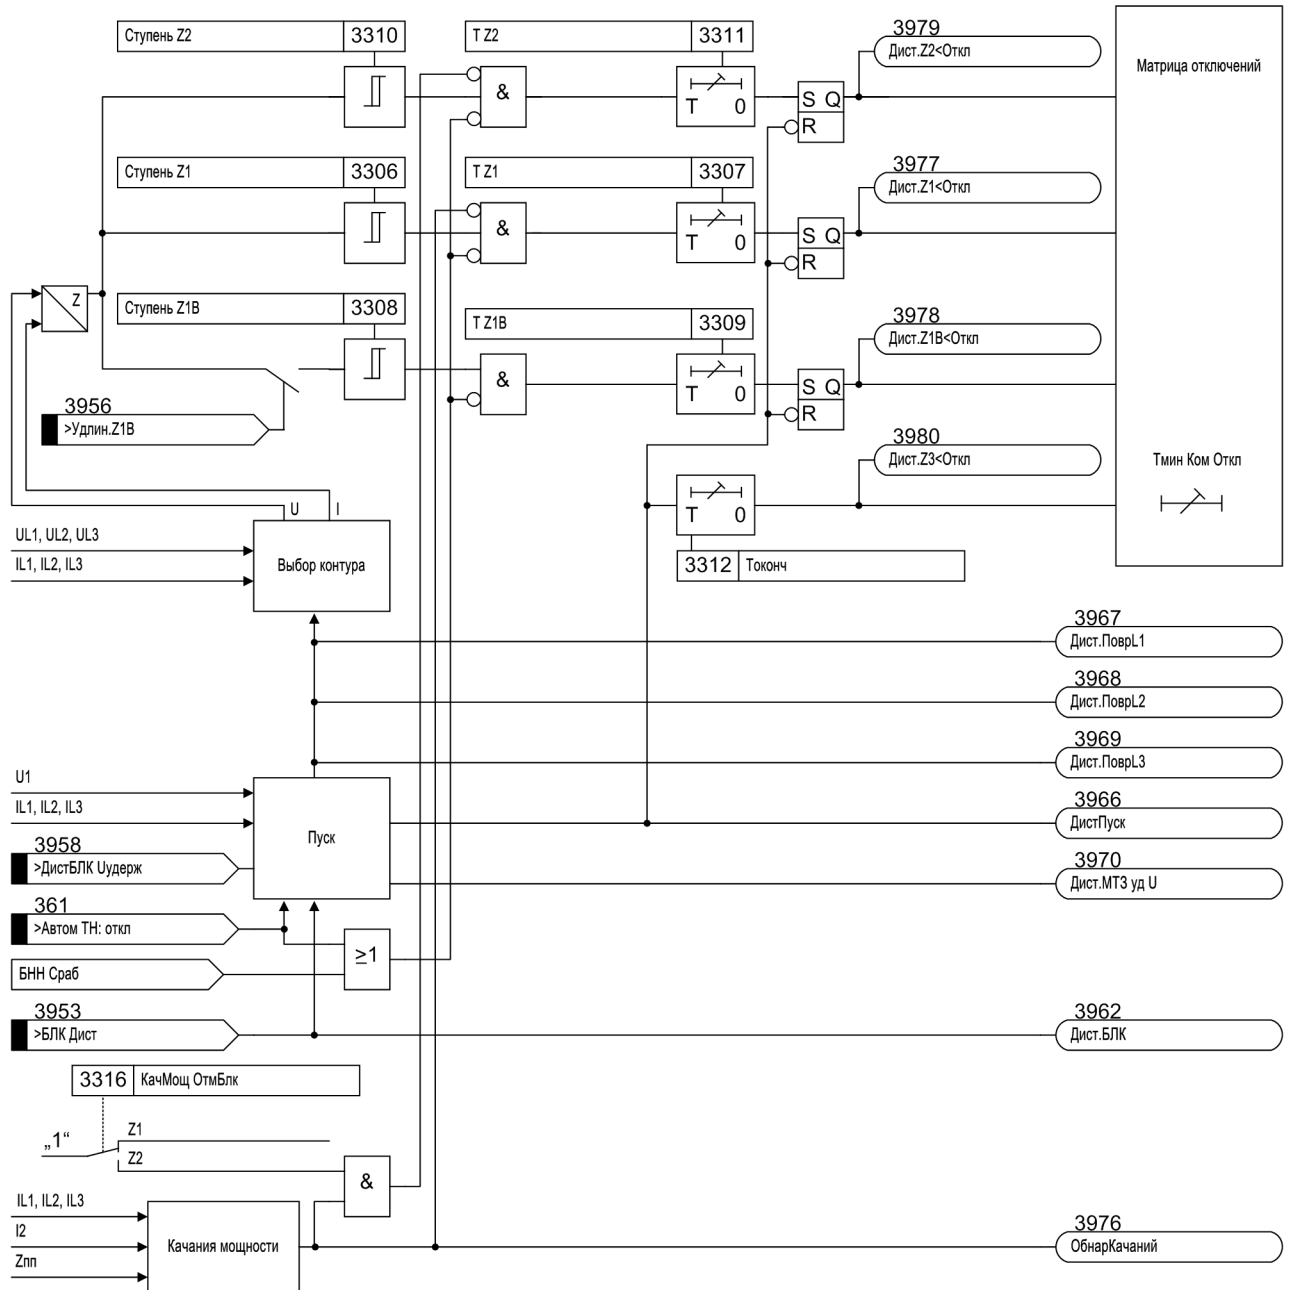 Ступень Z2 3310
T Z2 3311
3979
Дист.Z2<Откл
Матрица отключений
&
T 0
S Q
R
Ступень Z1 3306
T Z1 3307
3977
Дист.Z1<Откл
&
T 0
S Q
R
Z
Ступень Z1B 3308
T Z1B 3309
3978
Дист.Z1B<Откл
&
T 0
S Q
R
3956
>Удлин.Z1B
3980
Дист.Z3<Откл
Tмин Ком Откл
T 0
U I
UL1, UL2, UL3
IL1, IL2, IL3
Выбор контура
3312 Tоконч
3967
Дист.ПоврL1
3968
Дист.ПоврL2
3969
Дист.ПоврL3
U1
IL1, IL2, IL3
Пуск
3966
ДистПуск
3958
>ДистБЛК Uудерж
3970
Дист.МТЗ уд U
361
>Автом ТН: откл
≥1
БНН Сраб
3953
>БЛК Дист
3962
Дист.БЛК
3316 КачМощ ОтмБлк
„1“
Z1
Z2
&
IL1, IL2, IL3
I2
Zпп
Качания мощности
3976
ОбнарКачаний